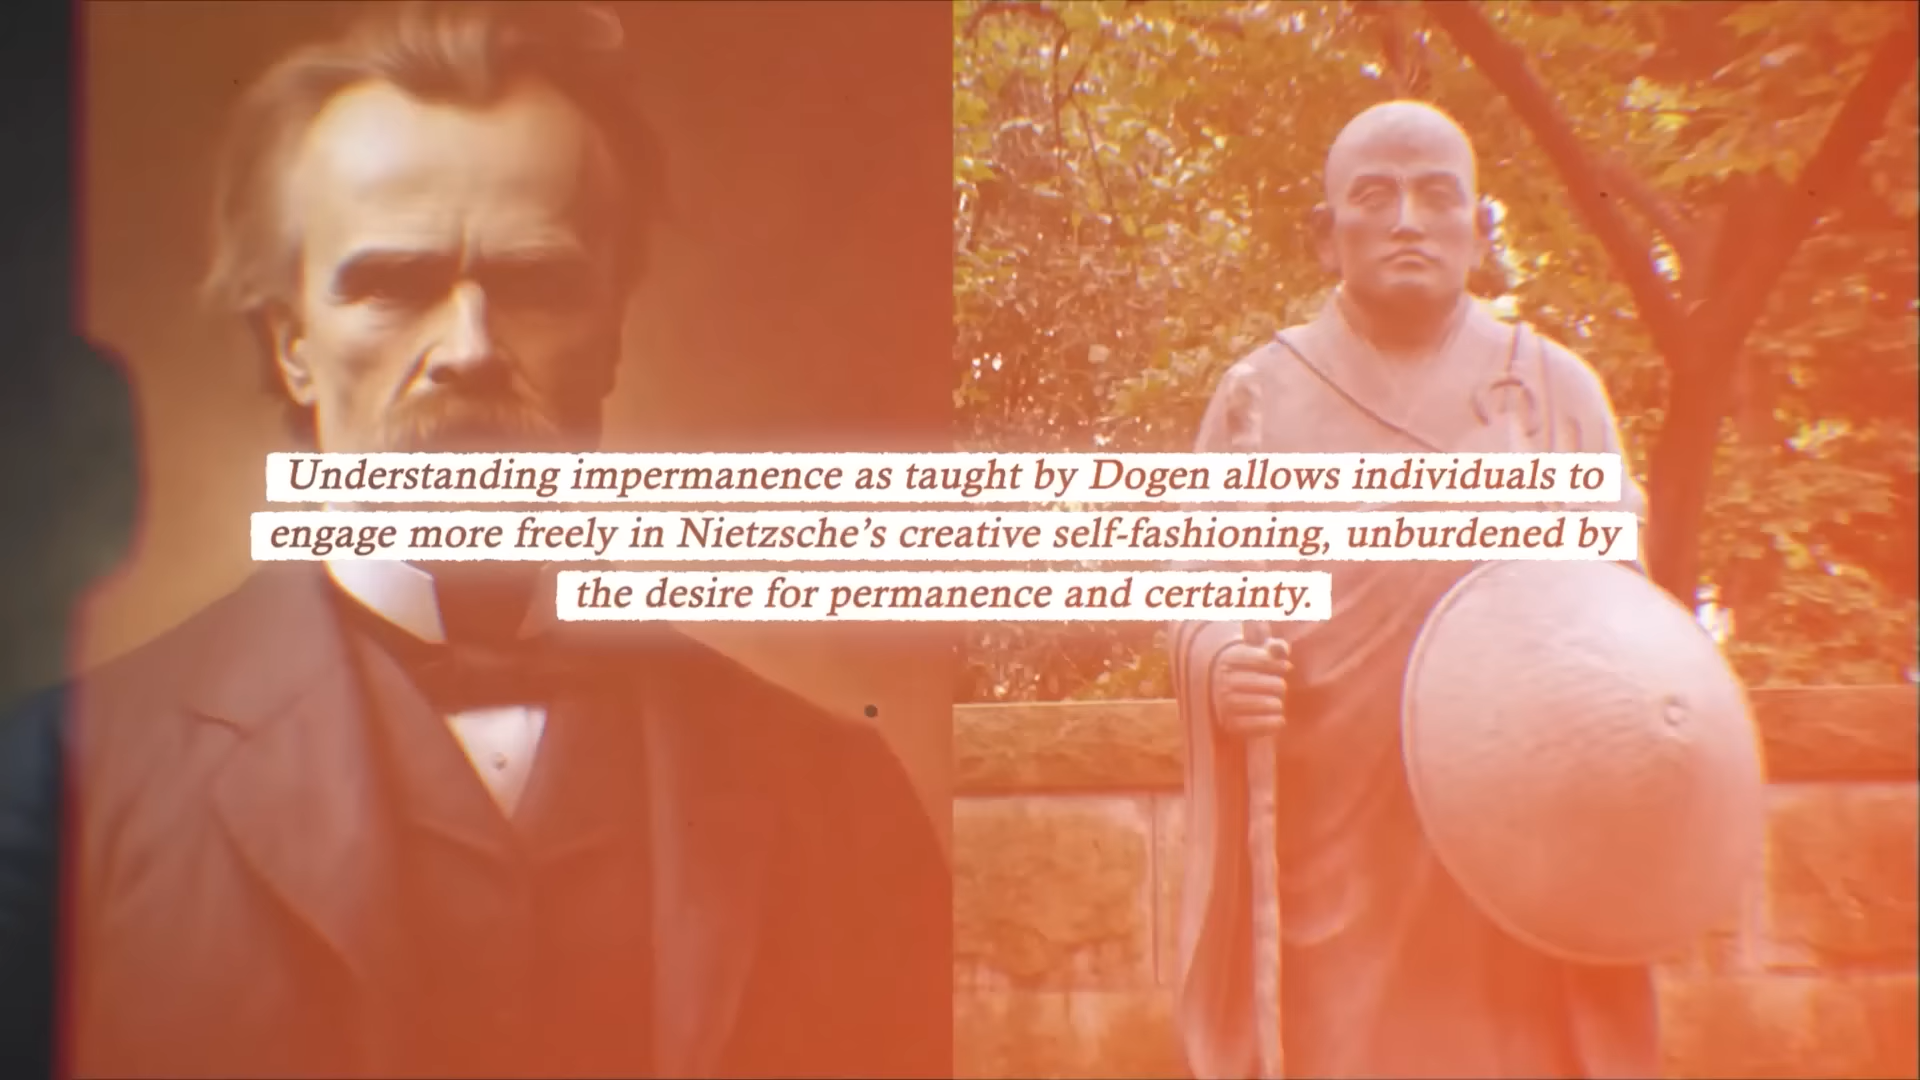 Understanding impermanence as taught by Dogen allows individuals to
engage more freely in Nietzsche’s creative self-fashioning, unburdened by
the desire for permanence and certainty.